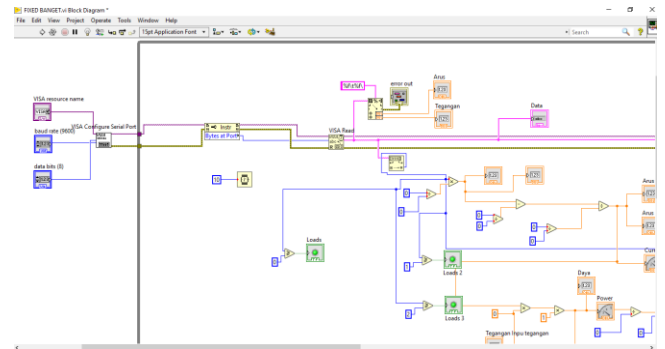 FIXED BANGET.vi Block Diagram *
File Edit View Project Operate Tools Window Help
15pt Application Font
Search
VISA resource name
VISA Configure Serial Port
baud rate (9600)
data bits (8)
Instr
Bytes at Port
VISA Read
%f\t%f\
error out
Arus
Tegangan
Data
10
Loads
Loads 2
Loads 3
Arus
Arus
Daya
Power
Tegangan Inpu tegangan